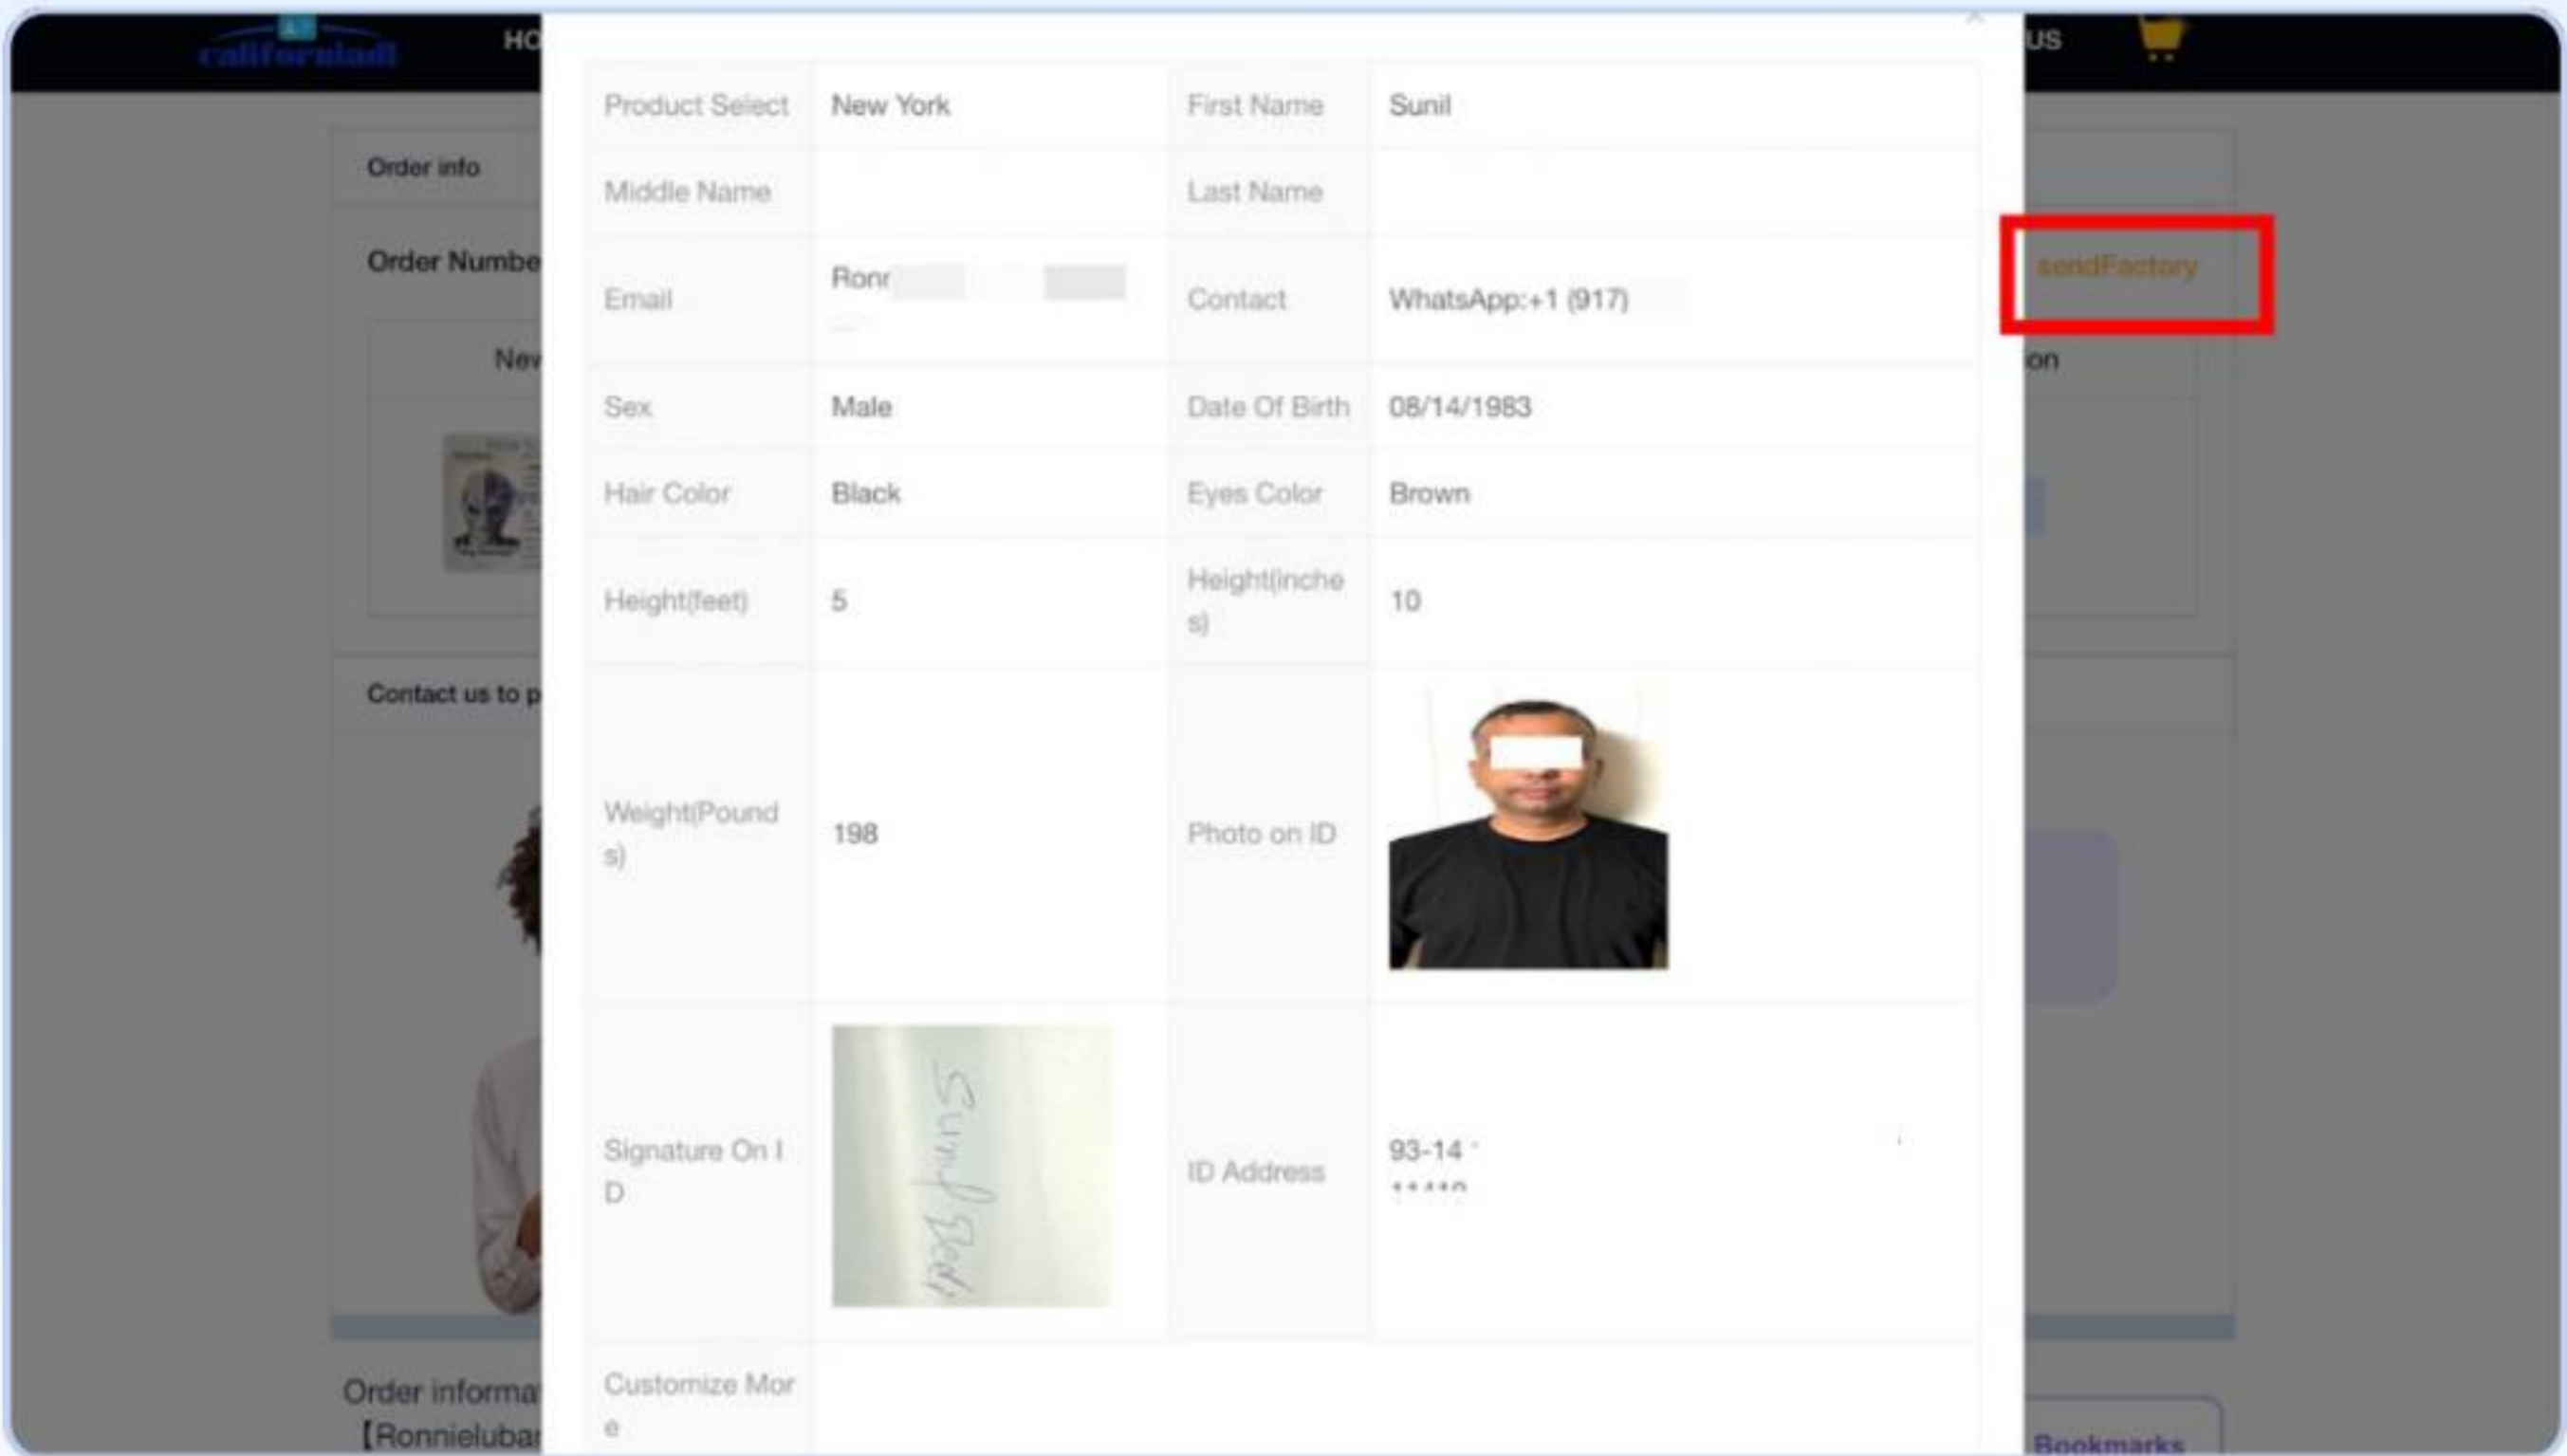 californiadl
HO
US
Order info
Order Numbe
sendFactory
New
on
Contact us to p
Product Select New York First Name Sunil
Middle Name Last Name
Email Ronr Contact WhatsApp:+1 (917)
Sex Male Date Of Birth 08/14/1983
Hair Color Black Eyes Color Brown
Height(feet) 5 Height(inche
s) 10
Weight(Pound
s) 198 Photo on ID
Signature On I
D Sunil ID Address 93-14
Customize Mor
e
Order informa
【Ronnieluba
Bookmarks